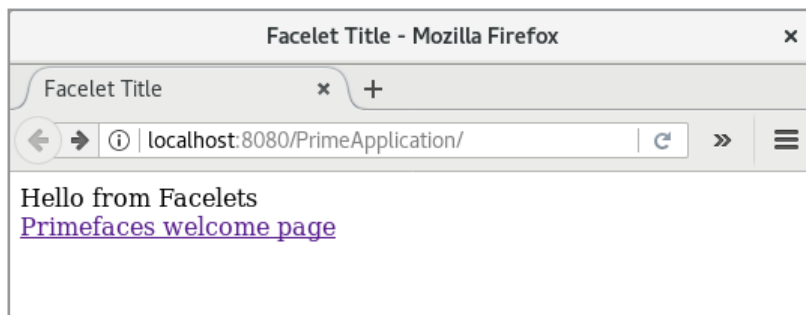 Facelet Title - Mozilla Firefox
Facelet Title
localhost:8080/PrimeApplication/
Hello from Facelets
Primefaces welcome page